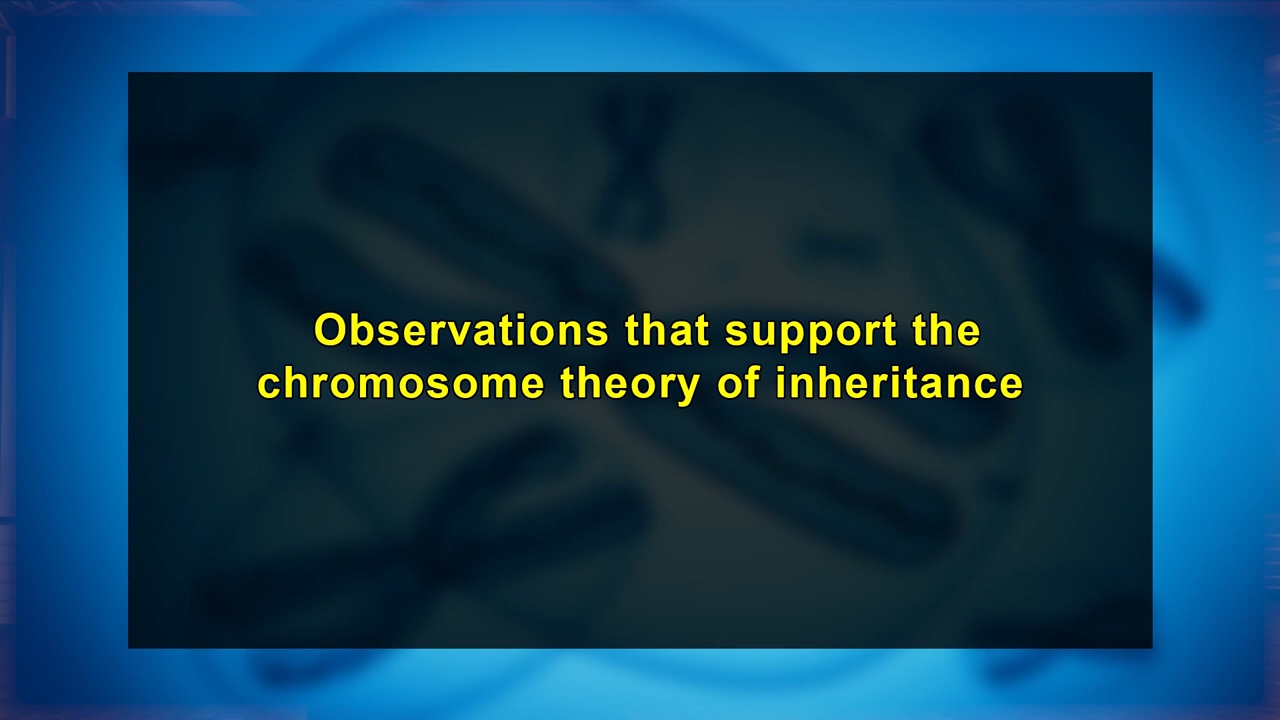 Observations that support the
chromosome theory of inheritance